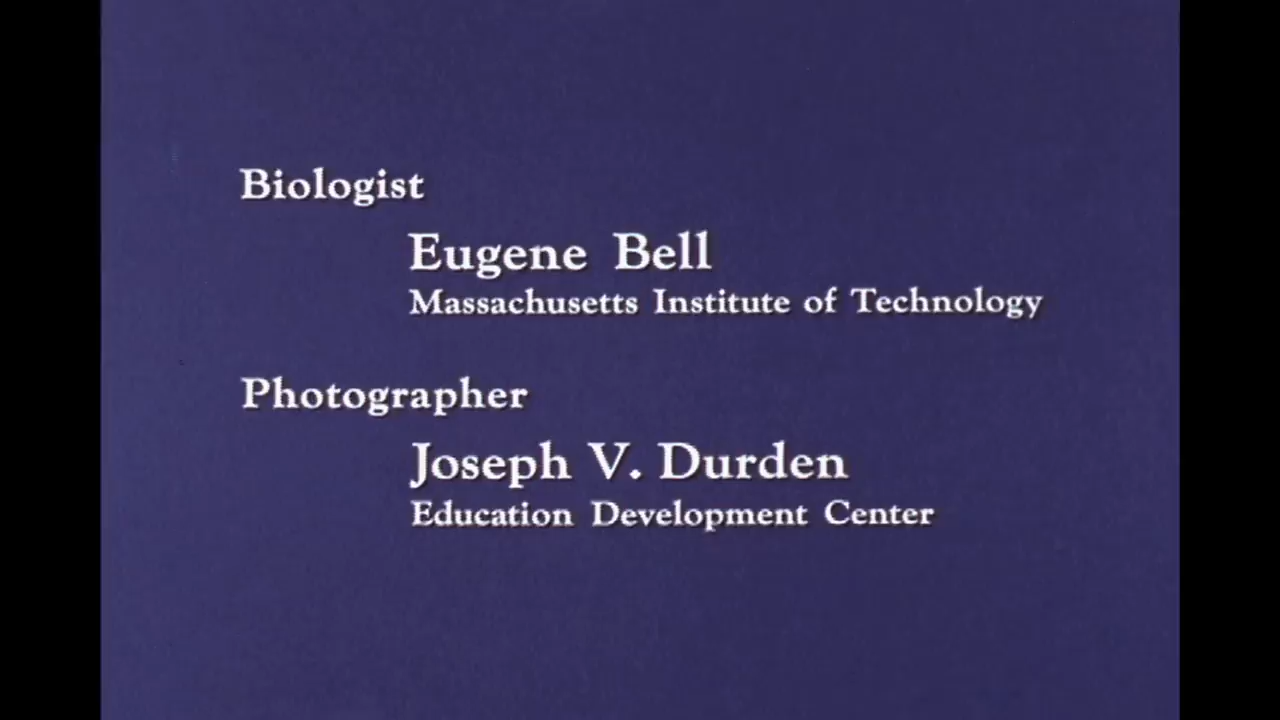 Biologist
Eugene Bell
Massachusetts Institute of Technology
Photographer
Joseph V. Durden
Education Development Center